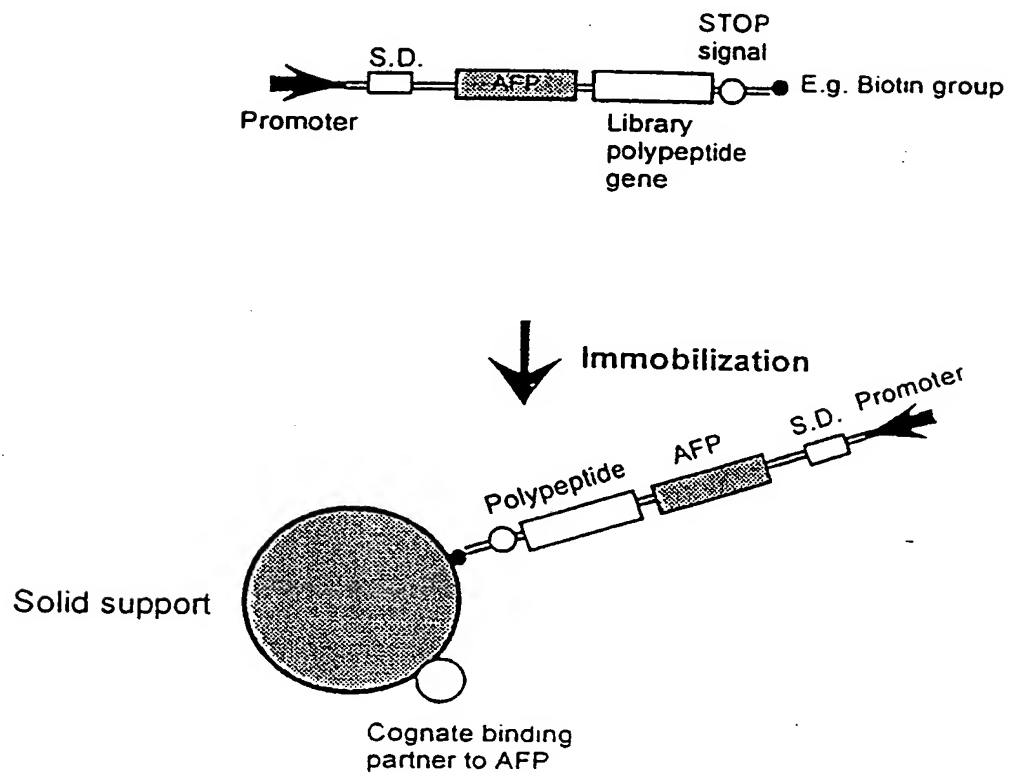 STOP
signal
S.D.
AFP
E.g. Biotin group
Promoter
Library
polypeptide
gene
Immobilization
Promoter
S.D.
AFP
Polypeptide
Solid support
Cognate binding
partner to AFP